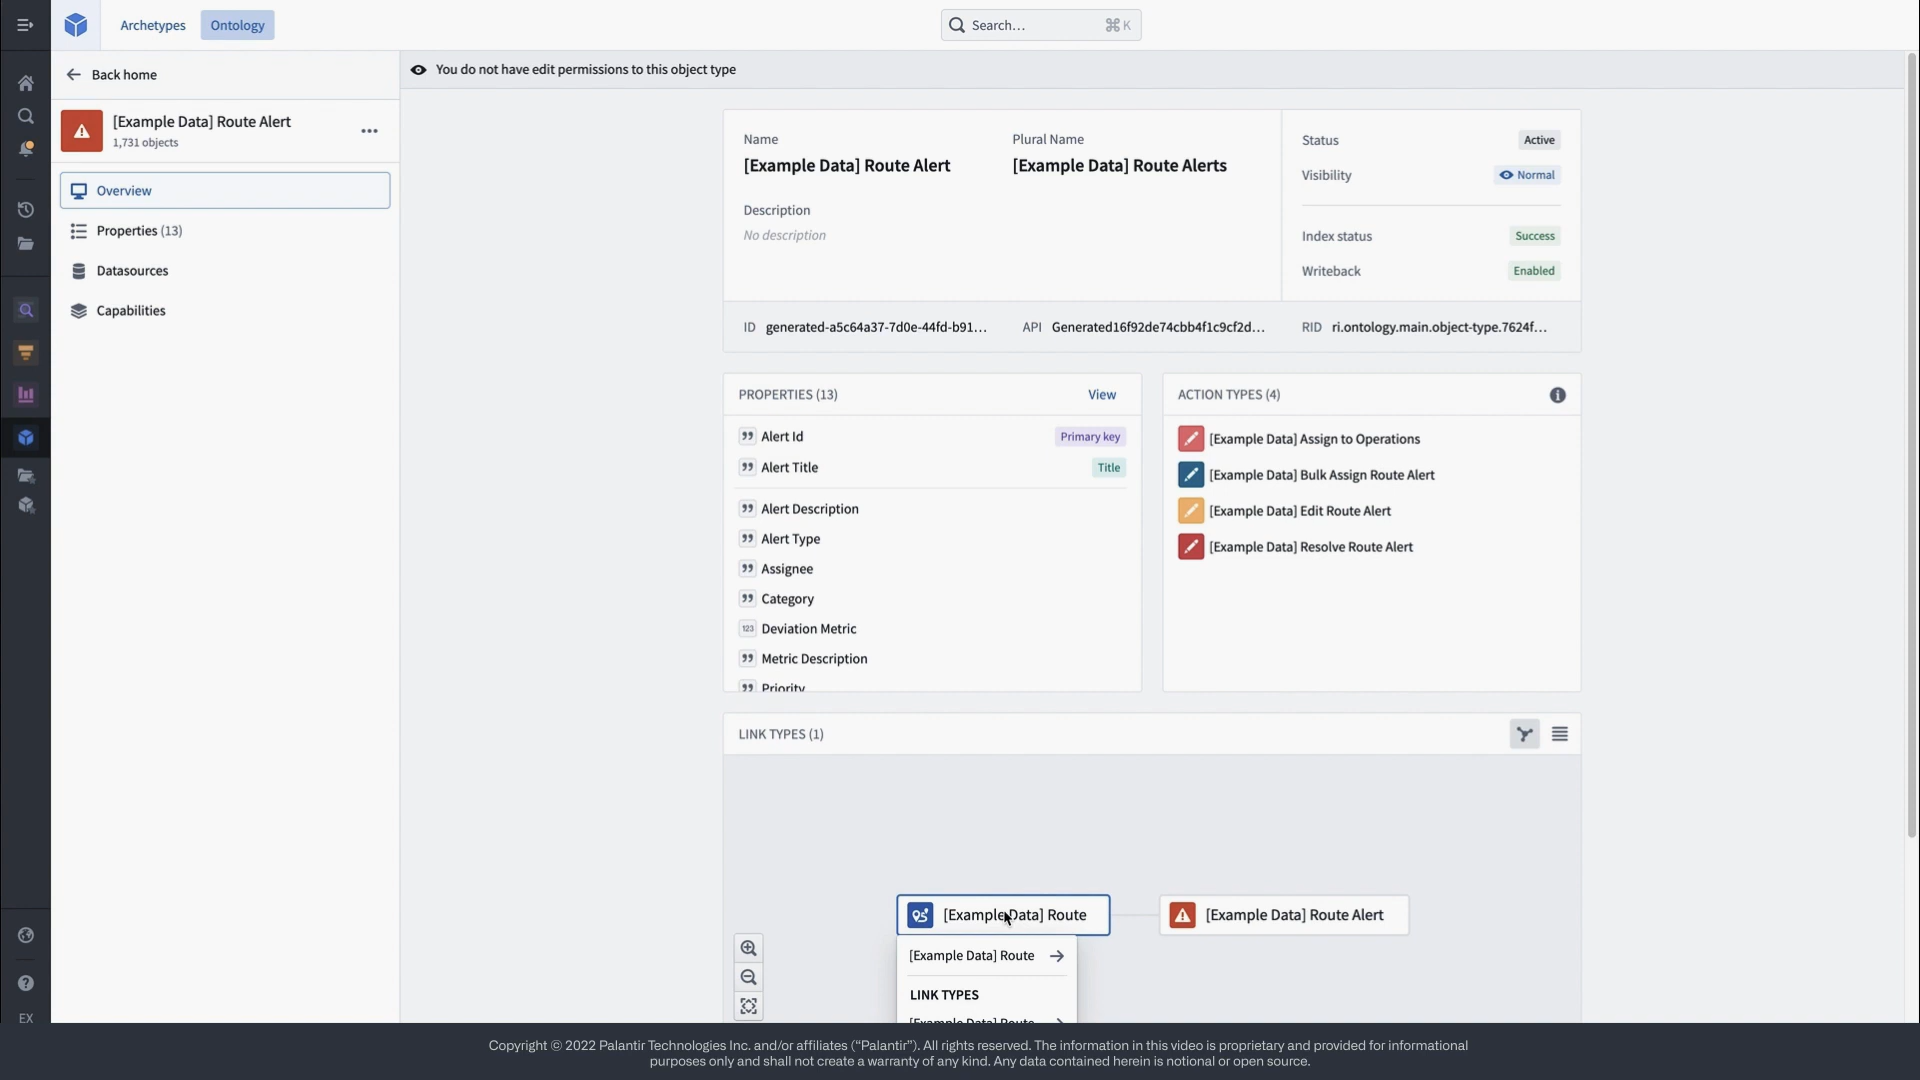 Archetypes
Ontology
Search...
⌘K
Back home
[Example Data] Route Alert
1,731 objects
Overview
Properties (13)
Datasources
Capabilities
EX
You do not have edit permissions to this object type
Name
[Example Data] Route Alert
Plural Name
[Example Data] Route Alerts
Description
No description
Status
Active
Visibility
Normal
Index status
Success
Writeback
Enabled
ID generated-a5c64a37-7d0e-44fd-b91...
API Generated16f92de74cbb4f1c9cf2d...
RID ri.ontology.main.object-type.7624f...
PROPERTIES (13)
View
Alert Id
Primary key
Alert Title
Title
Alert Description
Alert Type
Assignee
Category
123 Deviation Metric
Metric Description
Priority
ACTION TYPES (4)
[Example Data] Assign to Operations
[Example Data] Bulk Assign Route Alert
[Example Data] Edit Route Alert
[Example Data] Resolve Route Alert
LINK TYPES (1)
[Example Data] Route
[Example Data] Route Alert
[Example Data] Route
LINK TYPES
[Example Data] Route
Copyright © 2022 Palantir Technologies Inc. and/or affiliates (“Palantir”). All rights reserved. The information in this video is proprietary and provided for informational
purposes only and shall not create a warranty of any kind. Any data contained herein is notional or open source.